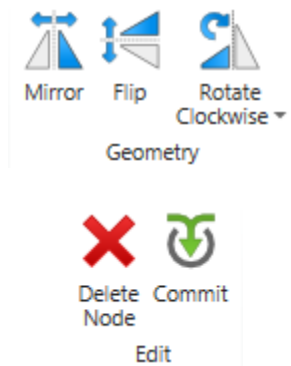 Mirror Flip Rotate
Clockwise
Geometry
Delete Commit
Node
Edit